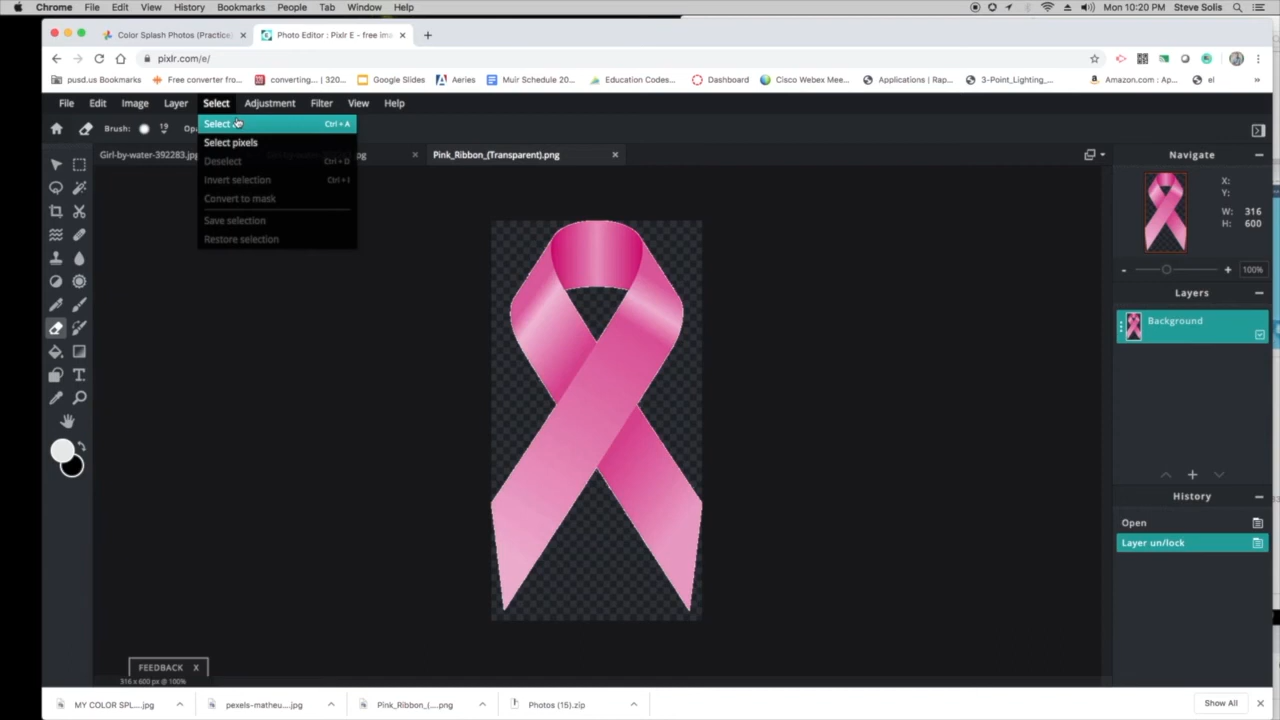 Chrome File Edit View History Bookmarks People Tab Window Help Mon 10:20 PM Steve Solis
Color Splash Photos (Practice) Photo Editor : Pixlr E - free ima
pixlr.com/e/
pusd.us Bookmarks Free converter fro... converting... ( 320... Google Slides Aeries Muir Schedule 20... Education Codes... Dashboard Cisco Webex Mee... Applications ( Rap... 3-Point_Lighting_... Amazon.com : Ap... el
File Edit Image Layer Select Adjustment Filter View Help
Brush: 19
Select Ctrl + A
Select pixels
Deselect Ctrl + D
Invert selection Ctrl + I
Convert to mask
Save selection
Restore selection
Girl-by-water-392283.jpg Pink_Ribbon_(Transparent).png
Navigate
X:
Y:
W: 316
H: 600
- + 100%
Layers
Background
History
Open
Layer un/lock
FEEDBACK X
316 x 600 px @ 100%
MY COLOR SPL....jpg pexels-matheu....jpg Pink_Ribbon_(....png Photos (15).zip Show All